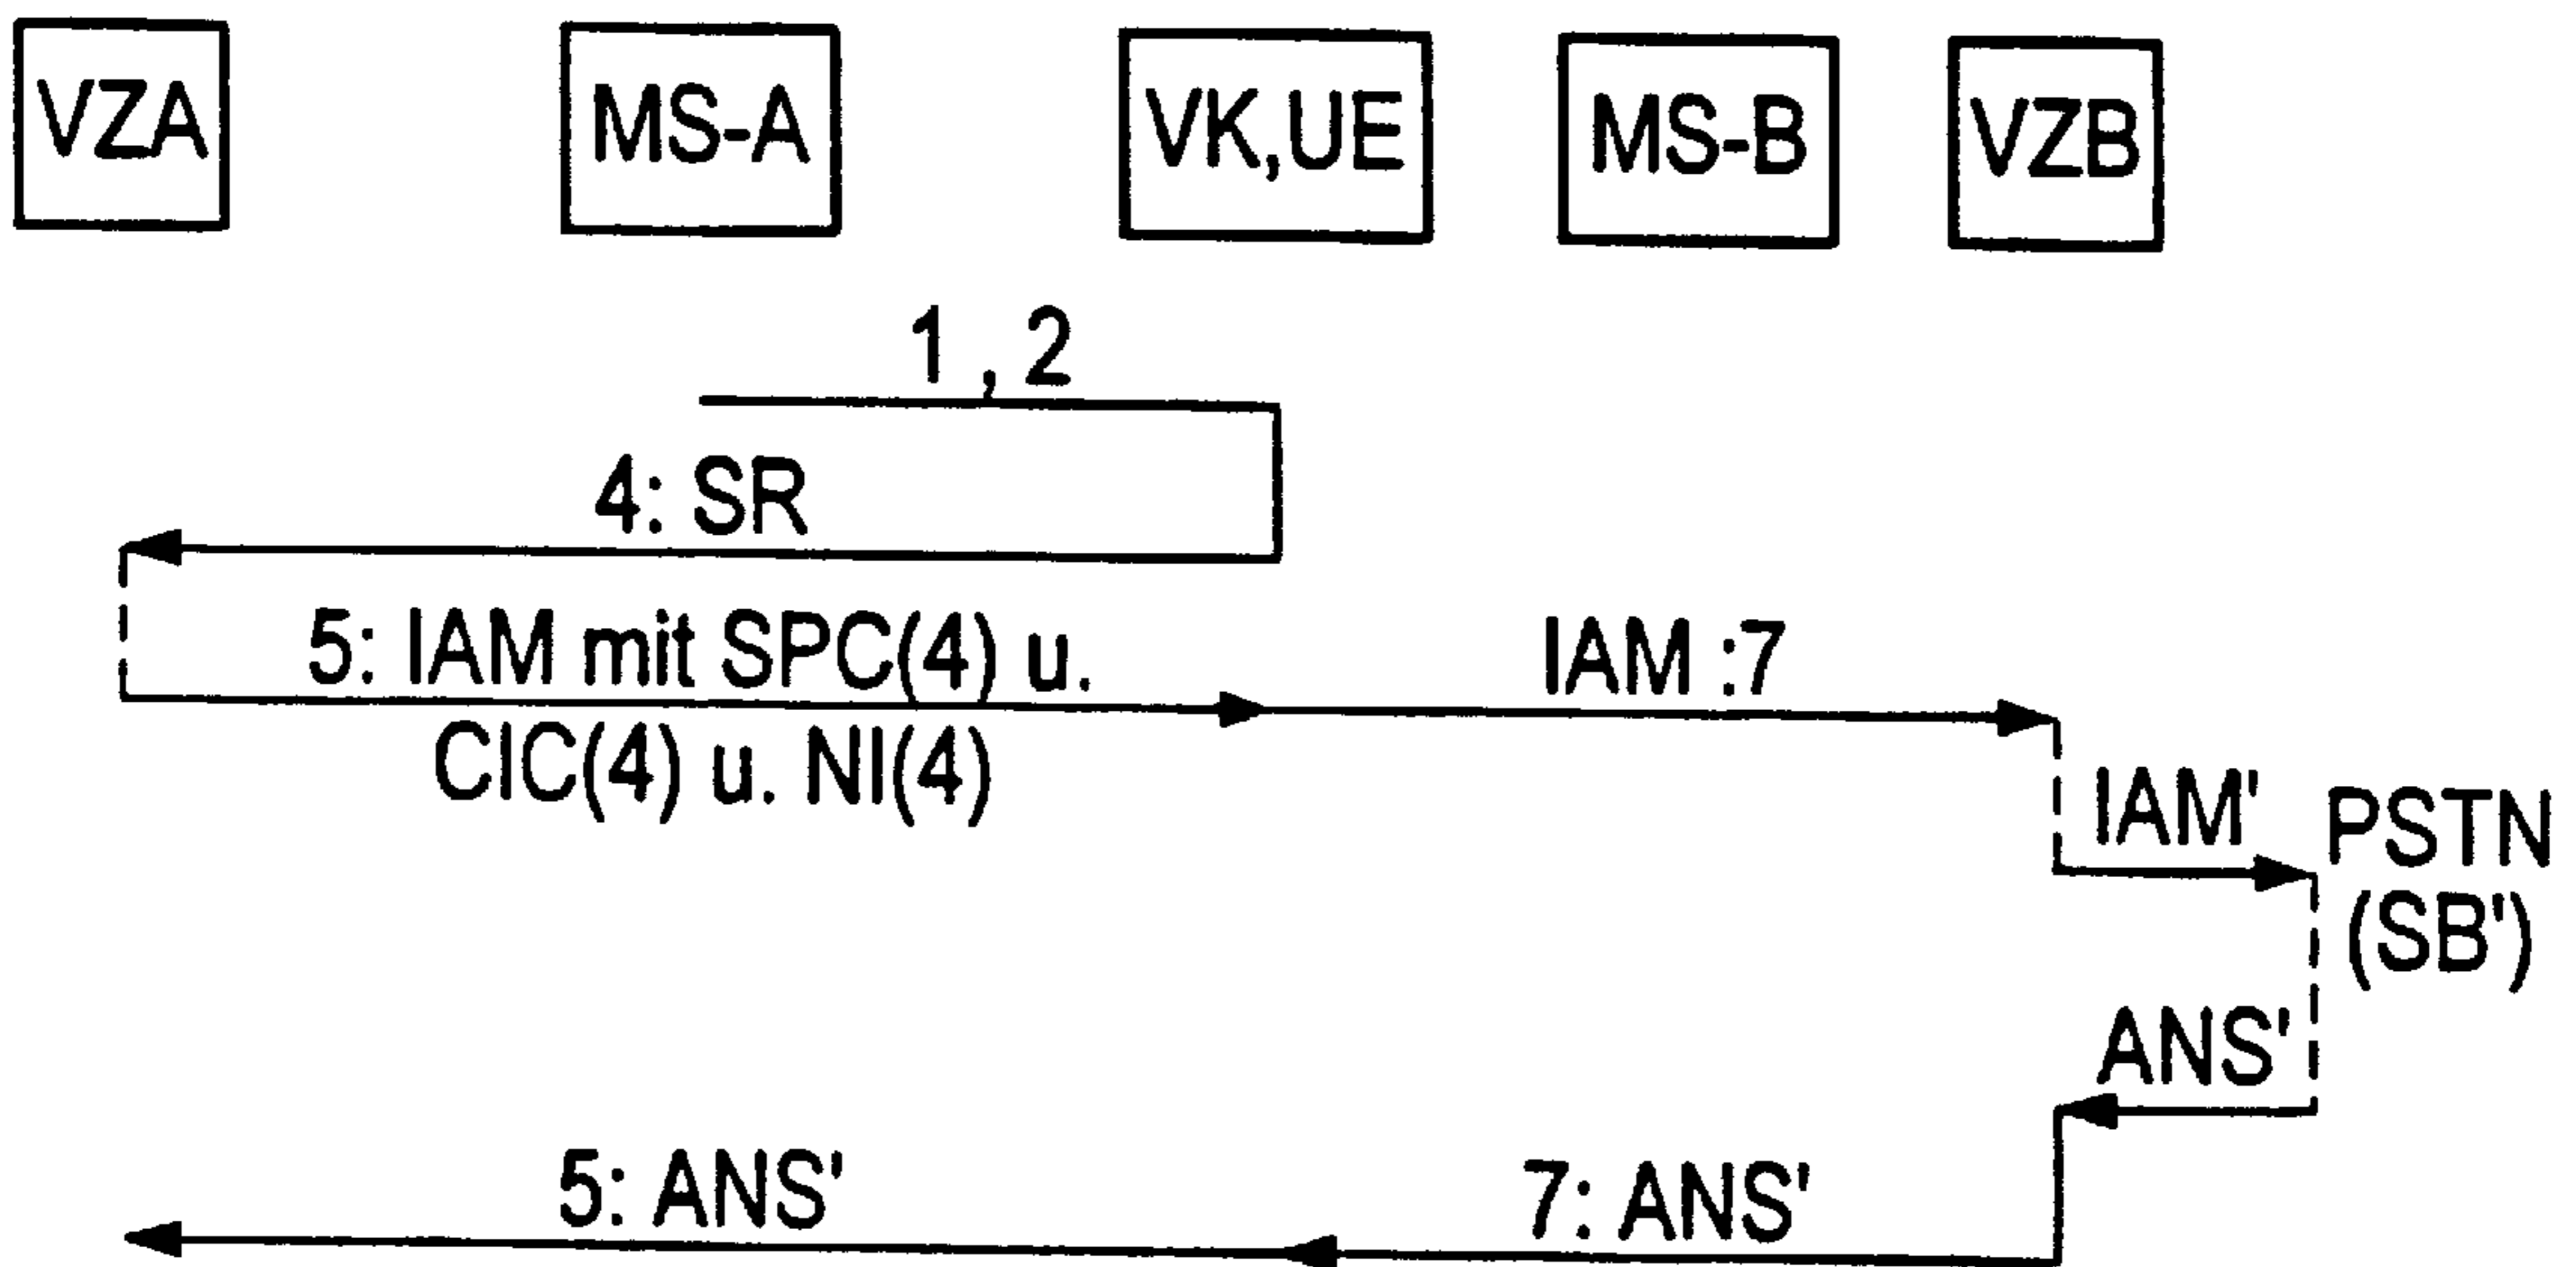 VZA
MS-A
VK,UE
MS-B
VZB
1 , 2
4: SR
5: IAM mit SPC(4) u.
CIC(4) u. NI(4)
IAM :7
IAM'
PSTN
(SB')
ANS'
5: ANS'
7: ANS'